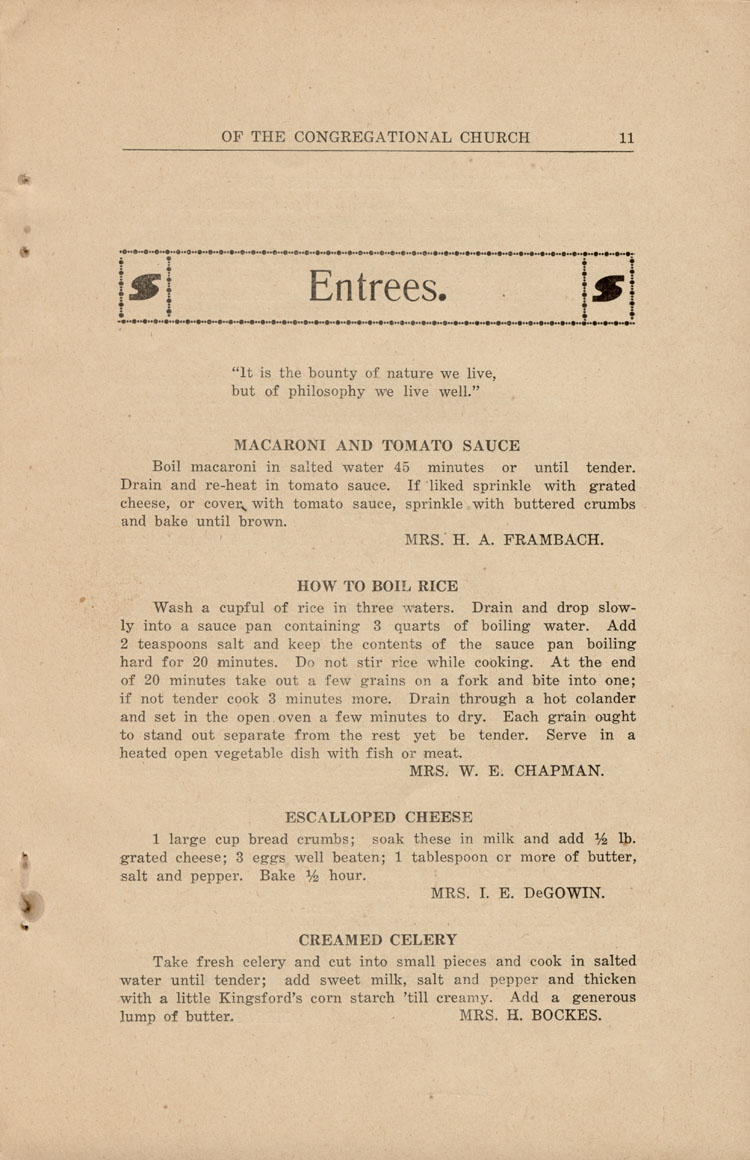 OF THE CONGREGATIONAL CHURCH 11
S Entrees. S
"It is the bounty of nature we live,
but of philosophy we live well."
MACARONI AND TOMATO SAUCE
Boil macaroni in salted water 45 minutes or until tender.
Drain and re-heat in tomato sauce. If liked sprinkle with grated
cheese, or cover, with tomato sauce, sprinkle with buttered crumbs
and bake until brown.
MRS. H. A. FRAMBACH.
HOW TO BOIL RICE
Wash a cupful of rice in three waters. Drain and drop slow-
ly into a sauce pan containing 3 quarts of boiling water. Add
2 teaspoons salt and keep the contents of the sauce pan boiling
hard for 20 minutes. Do not stir rice while cooking. At the end
of 20 minutes take out a few grains on a fork and bite into one;
if not tender cook 3 minutes more. Drain through a hot colander
and set in the open oven a few minutes to dry. Each grain ought
to stand out separate from the rest yet be tender. Serve in a
heated open vegetable dish with fish or meat.
MRS. W. E. CHAPMAN.
ESCALLOPED CHEESE
1 large cup bread crumbs; soak these in milk and add ½ lb.
grated cheese; 3 eggs well beaten; 1 tablespoon or more of butter,
salt and pepper. Bake ½ hour.
MRS. I. E. DeGOWIN.
CREAMED CELERY
Take fresh celery and cut into small pieces and cook in salted
water until tender; add sweet milk, salt and pepper and thicken
with a little Kingsford's corn starch 'till creamy. Add a generous
lump of butter. MRS. H. BOCKES.